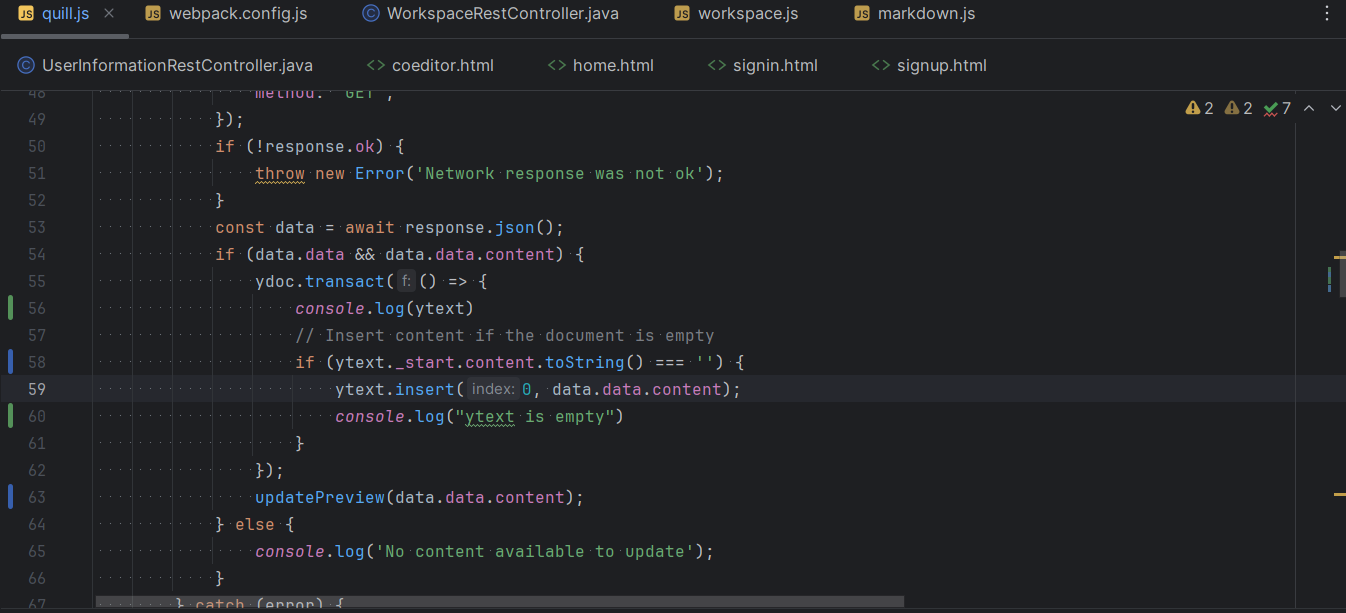 JS quill.js
JS webpack.config.js
C WorkspaceRestController.java
JS workspace.js
JS markdown.js
C UserInformationRestController.java
<> coeditor.html
<> home.html
<> signin.html
<> signup.html
2 2 7
48 method: 'GET',
49 });
50 if (!response.ok) {
51 throw new Error('Network response was not ok');
52 }
53 const data = await response.json();
54 if (data.data && data.data.content) {
55 ydoc.transact( f: () => {
56 console.log(ytext)
57 // Insert content if the document is empty
58 if (ytext._start.content.toString() === '') {
59 ytext.insert( index: 0, data.data.content);
60 console.log("ytext is empty")
61 }
62 });
63 updatePreview(data.data.content);
64 } else {
65 console.log('No content available to update');
66 }
67 } catch (error) {